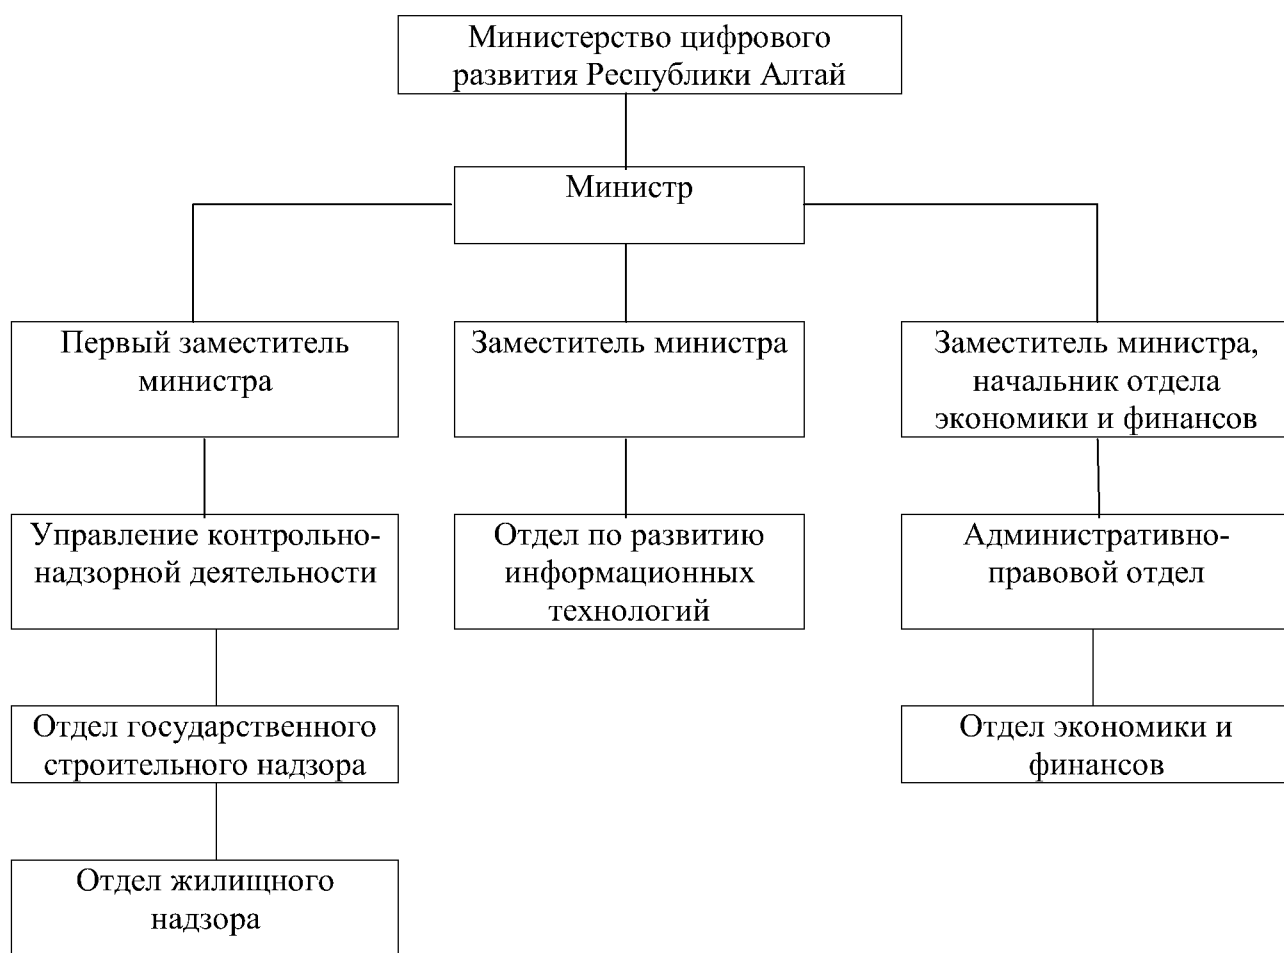 Министерство цифрового
развития Республики Алтай
Министр
Первый заместитель
министра
Заместитель министра
Заместитель министра,
начальник отдела
экономики и финансов
Управление контрольно-
надзорной деятельности
Отдел по развитию
информационных
технологий
Административно-
правовой отдел
Отдел государственного
строительного надзора
Отдел экономики и
финансов
Отдел жилищного
надзора